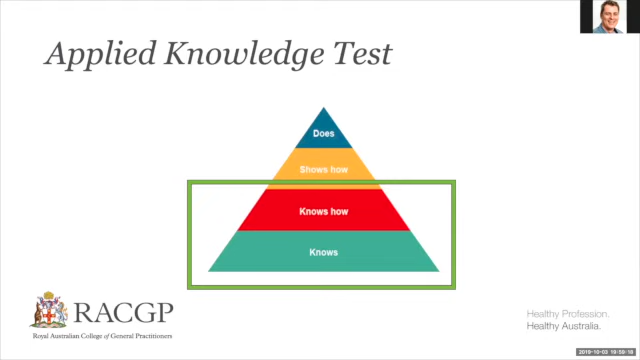 Applied Knowledge Test
Does
Shows how
Knows how
Knows
RACGP
Royal Australian College of General Practitioners
Healthy Profession.
Healthy Australia.
2019-10-03 19:59:18